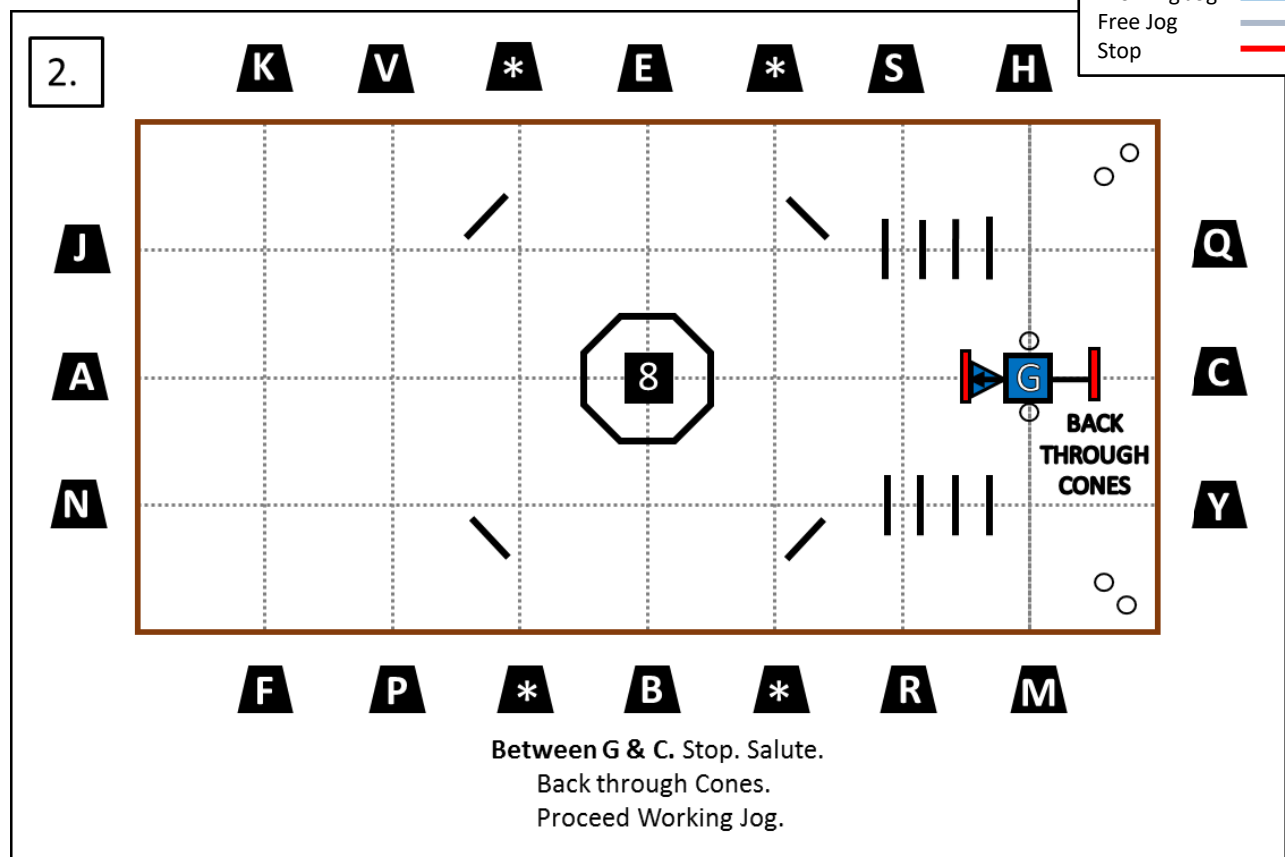 Free Jog
Stop
2.
K V * E * S H
J
Q
A
8
G
C
BACK
THROUGH
CONES
N
Y
F P * B * R M
Between G & C. Stop. Salute.
Back through Cones.
Proceed Working Jog.